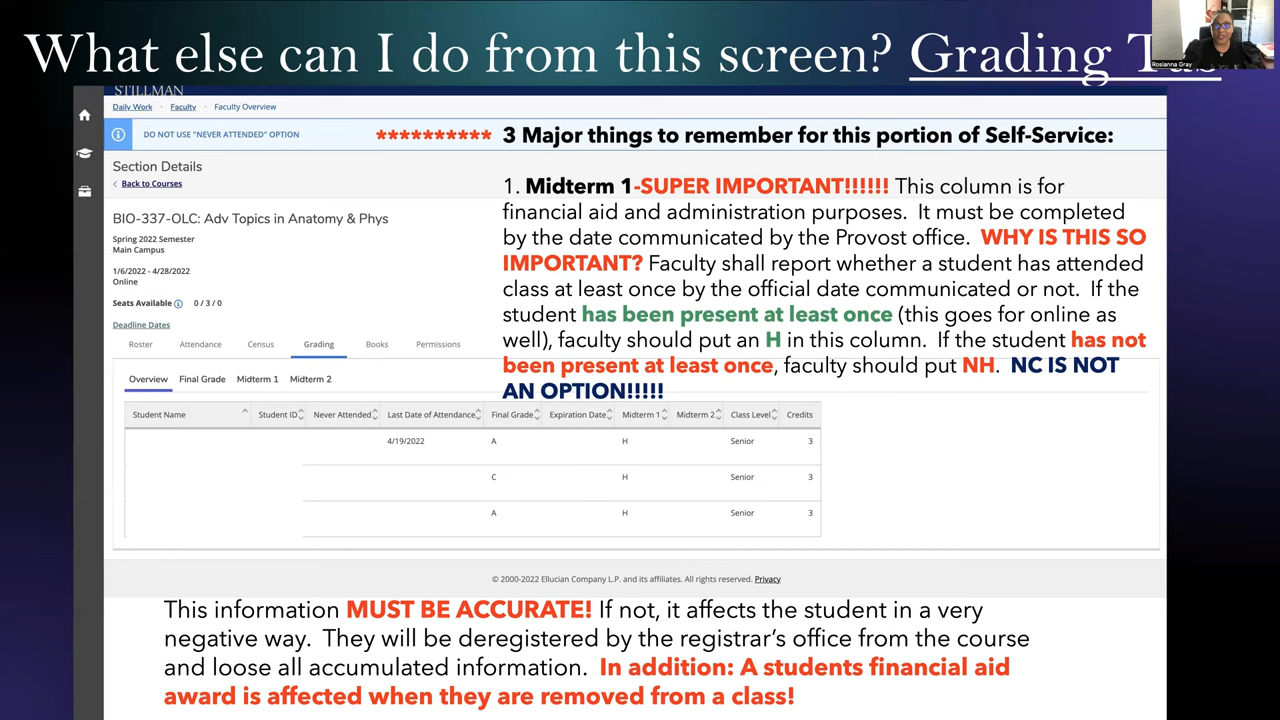 What else can I do from this screen? Grading Tab
Rosianna Gray
STILLMAN
Daily Work · Faculty · Faculty Overview
DO NOT USE "NEVER ATTENDED" OPTION
********** 3 Major things to remember for this portion of Self-Service:
Section Details
< Back to Courses
1. Midterm 1-SUPER IMPORTANT!!!!!! This column is for
financial aid and administration purposes. It must be completed
by the date communicated by the Provost office. WHY IS THIS SO
IMPORTANT? Faculty shall report whether a student has attended
class at least once by the official date communicated or not. If the
student has been present at least once (this goes for online as
well), faculty should put an H in this column. If the student has not
been present at least once, faculty should put NH. NC IS NOT
AN OPTION!!!!!
BIO-337-OLC: Adv Topics in Anatomy & Phys
Spring 2022 Semester
Main Campus
1/6/2022 - 4/28/2022
Online
Seats Available 0 / 3 / 0
Deadline Dates
Roster Attendance Census Grading Books Permissions
Overview Final Grade Midterm 1 Midterm 2
Student Name Student ID Never Attended Last Date of Attendance Final Grade Expiration Date Midterm 1 Midterm 2 Class Level Credits
4/19/2022 A H Senior 3
C H Senior 3
A H Senior 3
© 2000-2022 Ellucian Company L.P. and its affiliates. All rights reserved. Privacy
This information MUST BE ACCURATE! If not, it affects the student in a very
negative way. They will be deregistered by the registrar's office from the course
and loose all accumulated information. In addition: A students financial aid
award is affected when they are removed from a class!